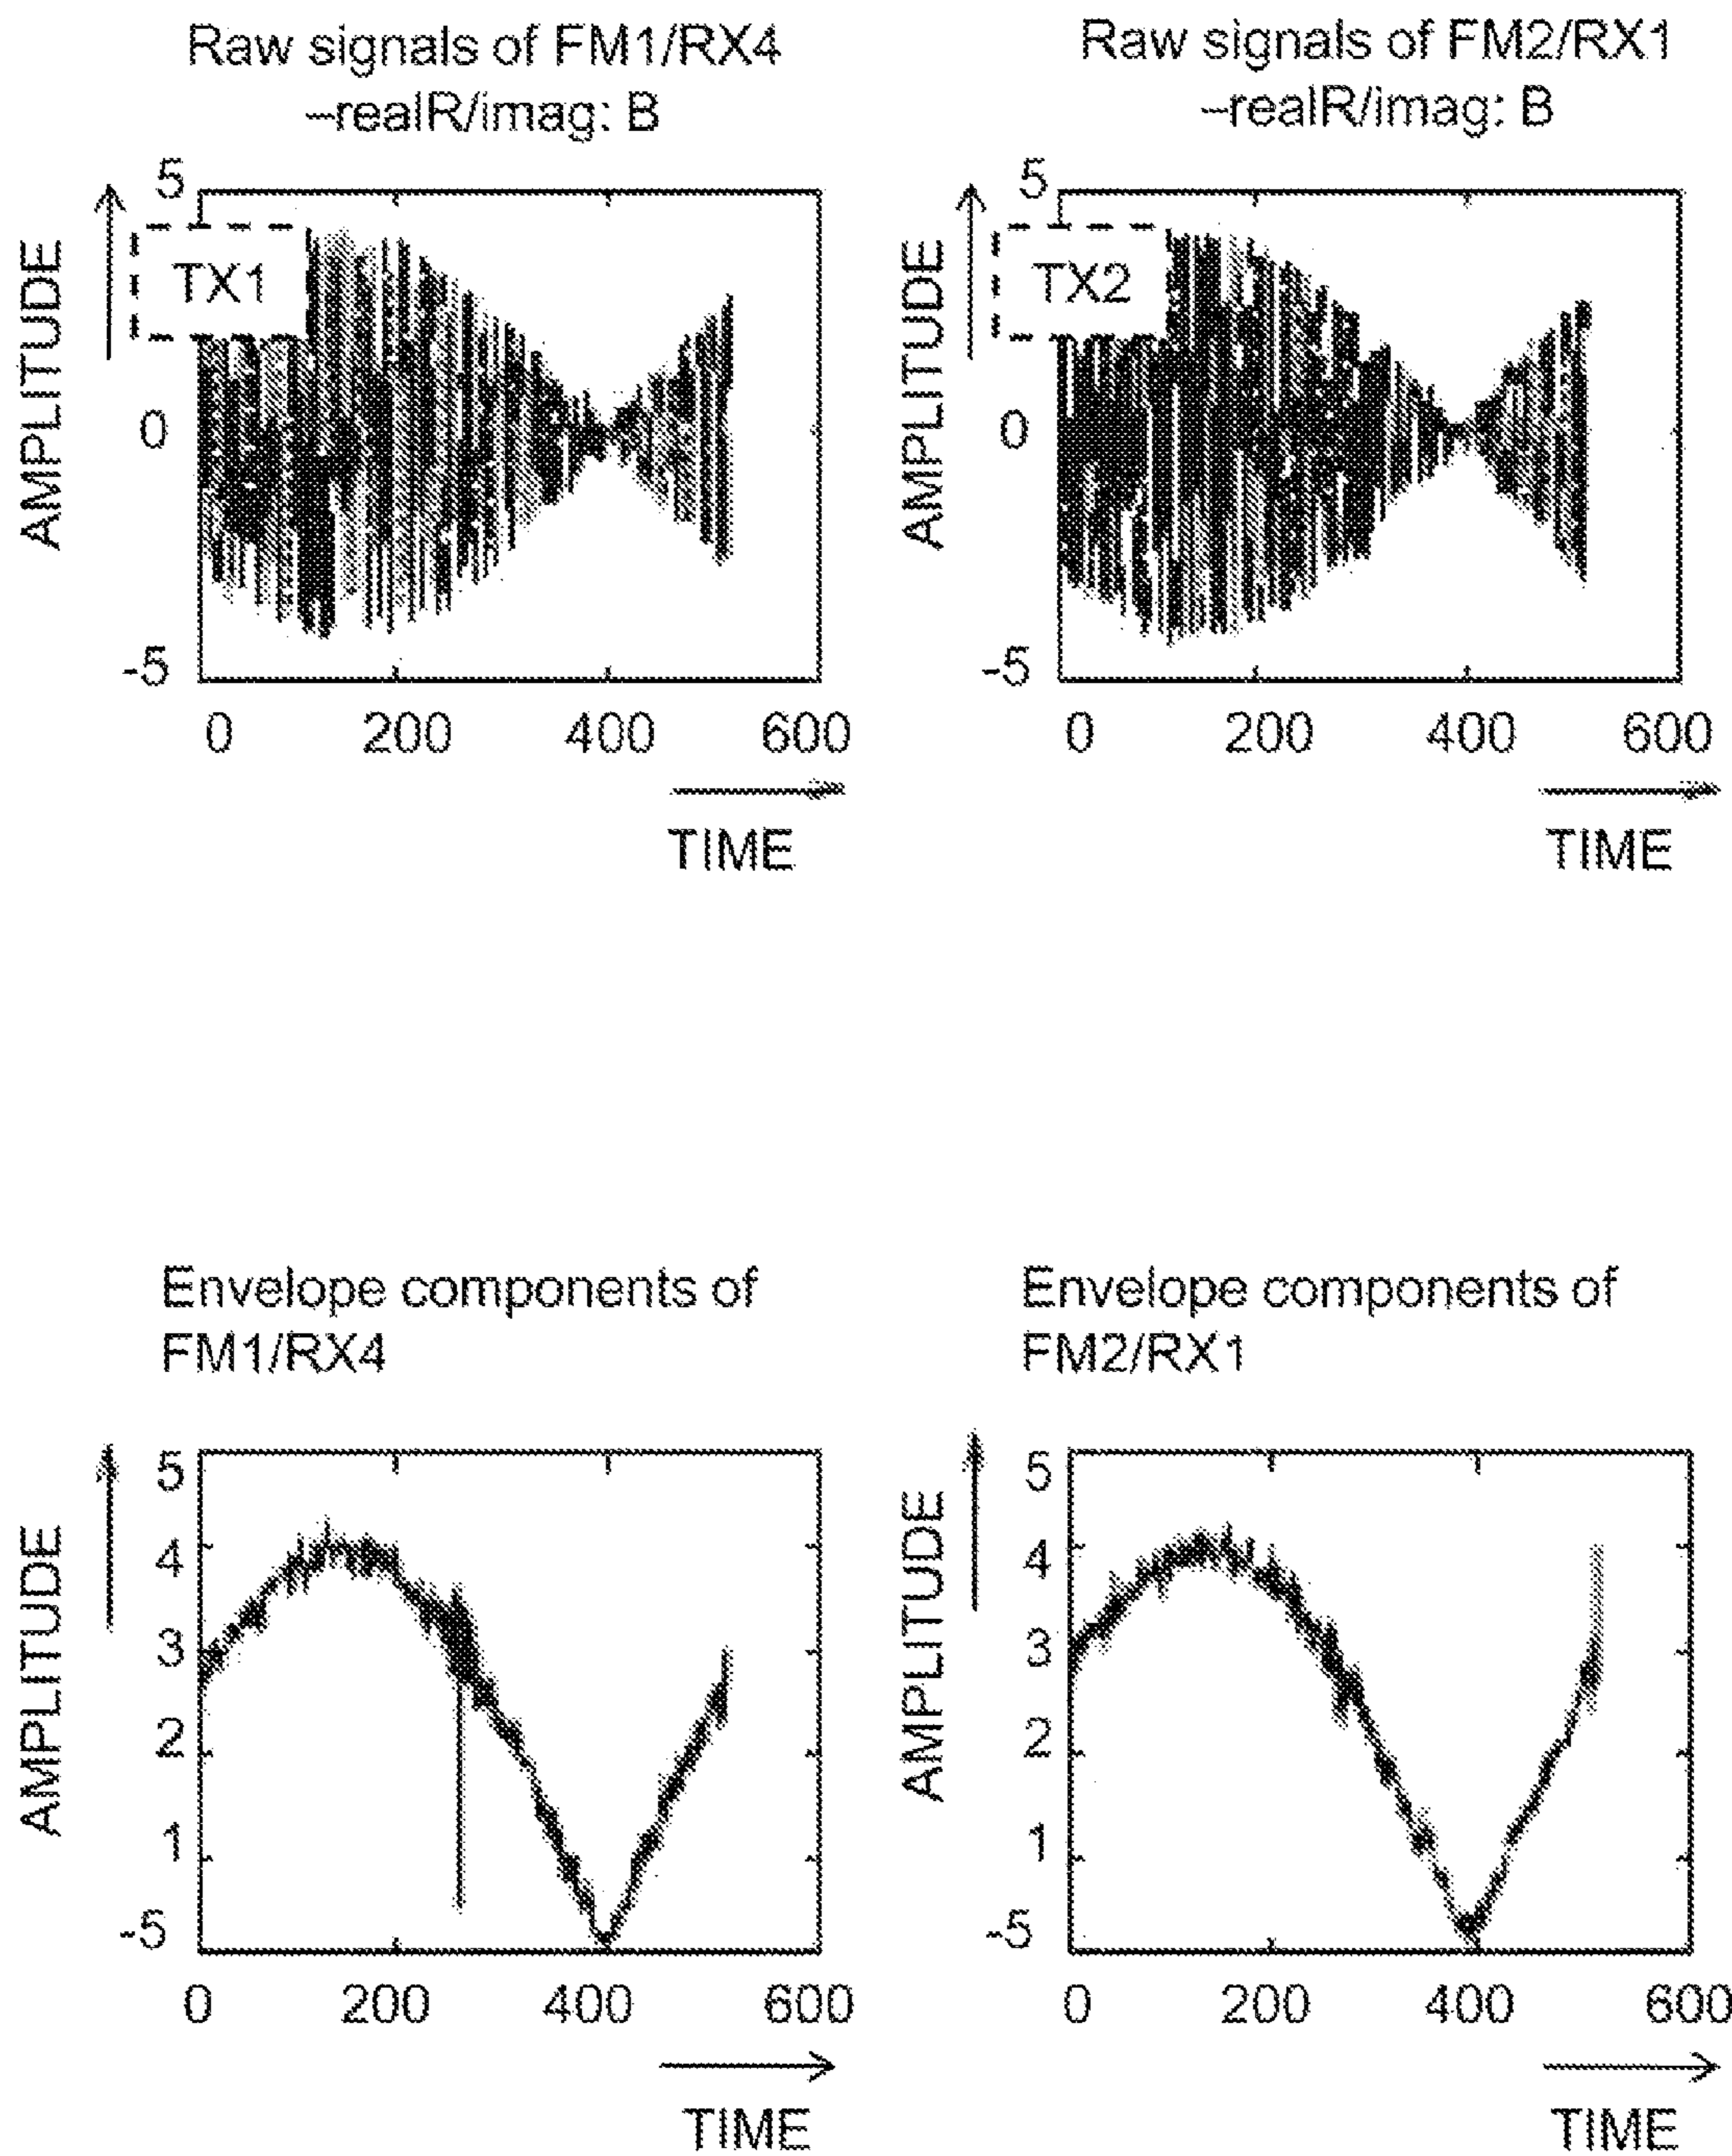 Raw signals of FM1/RX4
–realR/imag: B
AMPLITUDE
5
0
-5
TX1
0 200 400 600
TIME
Raw signals of FM2/RX1
–realR/imag: B
AMPLITUDE
5
0
-5
TX2
0 200 400 600
TIME
Envelope components of
FM1/RX4
AMPLITUDE
5
4
3
2
1
-5
0 200 400 600
TIME
Envelope components of
FM2/RX1
AMPLITUDE
5
4
3
2
1
-5
0 200 400 600
TIME